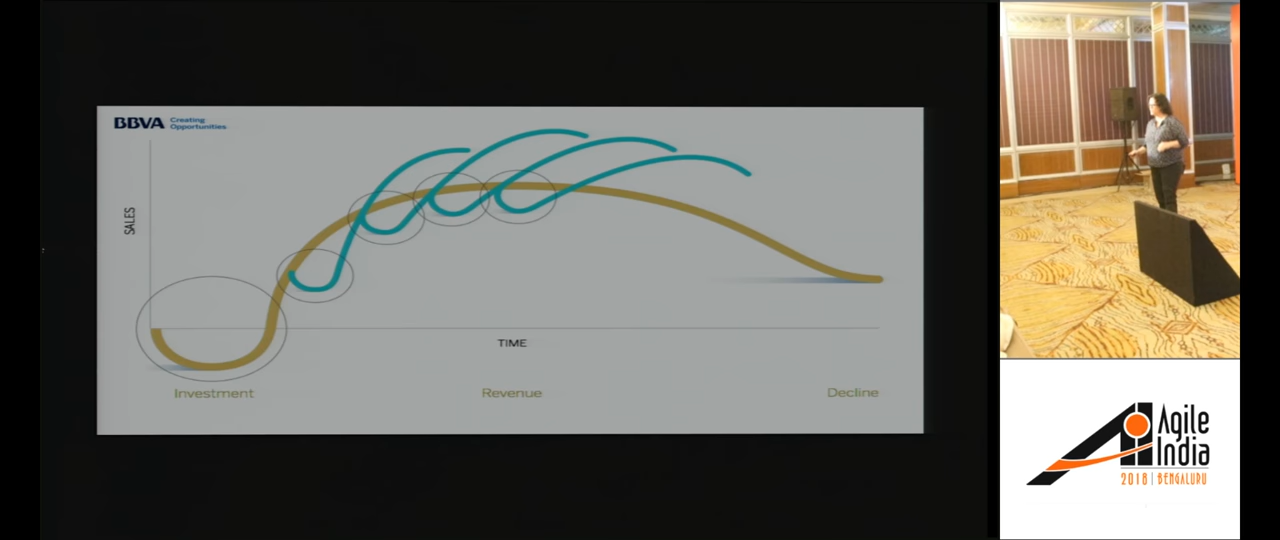 BBVA
Creating
Opportunities
SALES
TIME
Investment
Revenue
Decline
Agile
India
2018 | BENGALURU